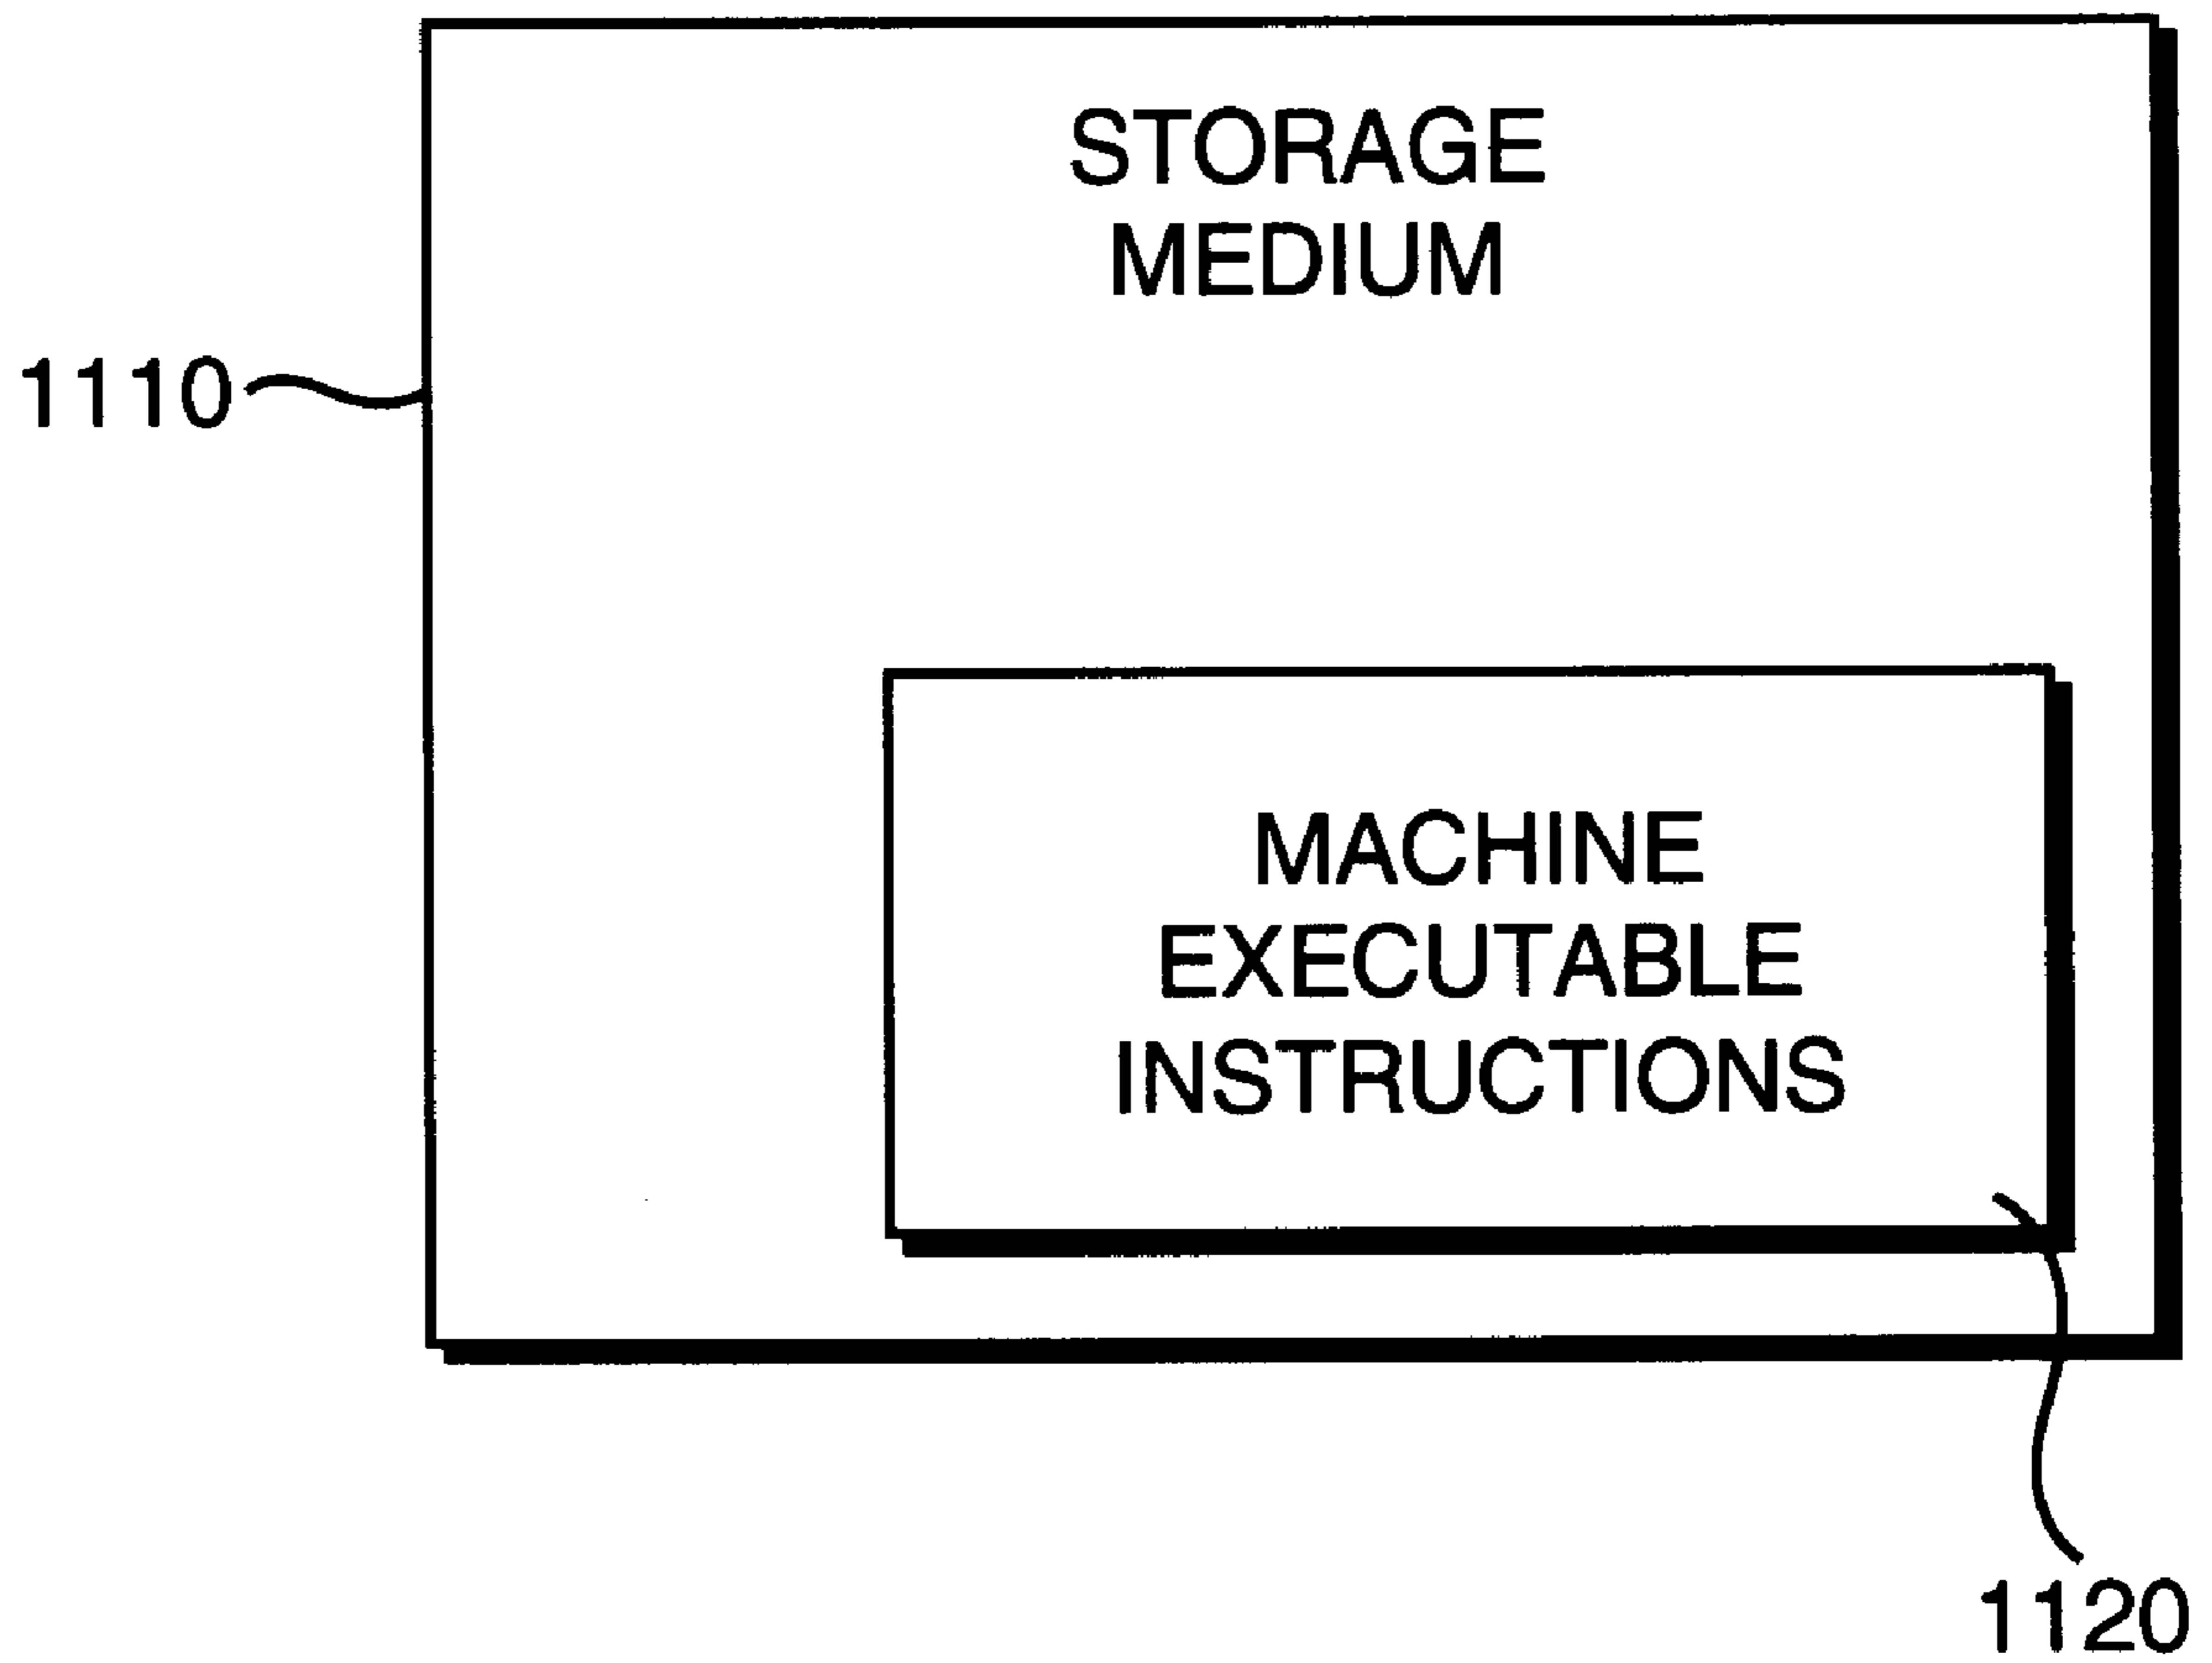 STORAGE
MEDIUM
1110
MACHINE
EXECUTABLE
INSTRUCTIONS
1120